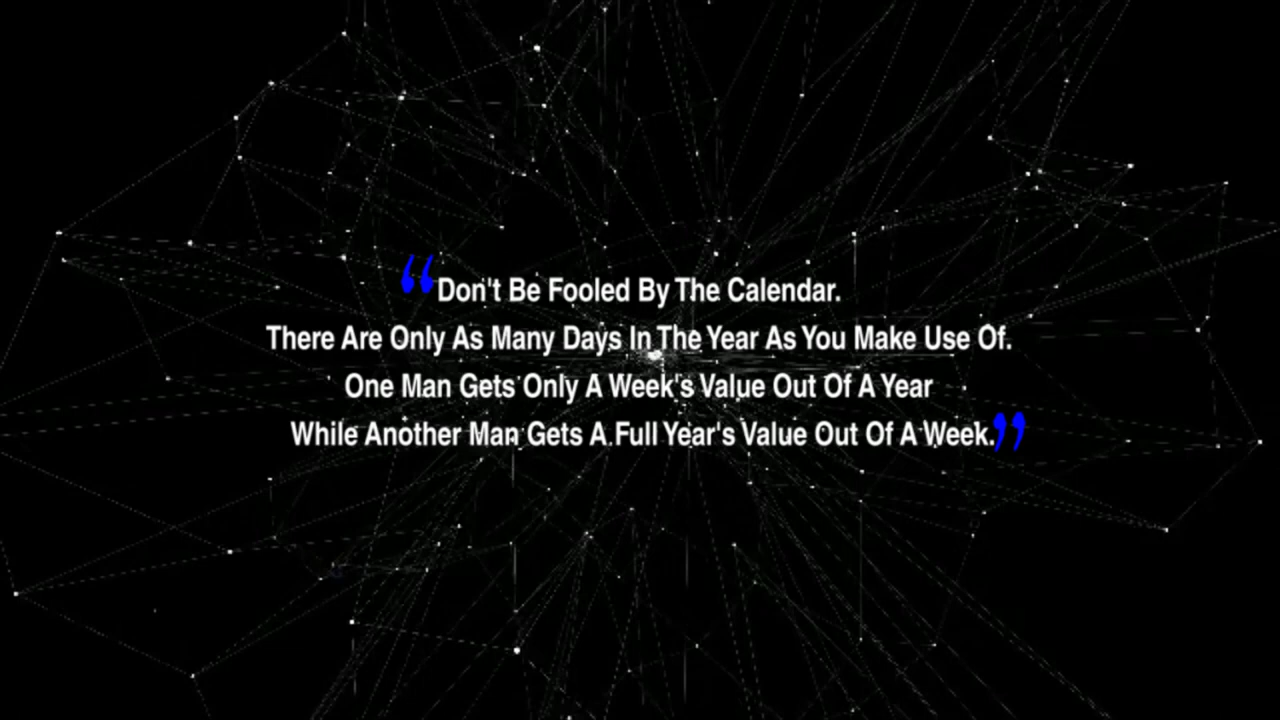 “Don't Be Fooled By The Calendar.
There Are Only As Many Days In The Year As You Make Use Of.
One Man Gets Only A Week's Value Out Of A Year
While Another Man Gets A Full Year's Value Out Of A Week.”